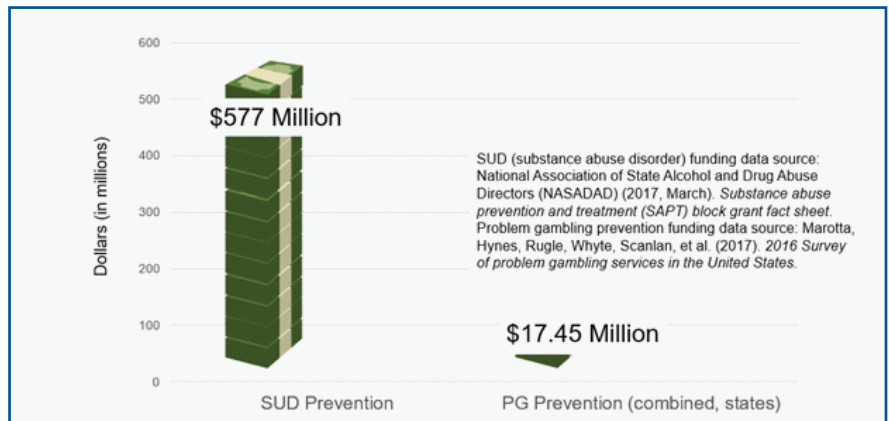 600
500
400
300
200
100
0
Dollars (in millions)
$577 Million
SUD (substance abuse disorder) funding data source:
National Association of State Alcohol and Drug Abuse
Directors (NASADAD) (2017, March). Substance abuse
prevention and treatment (SAPT) block grant fact sheet.
Problem gambling prevention funding data source: Marotta,
Hynes, Rugle, Whyte, Scanlan, et al. (2017). 2016 Survey
of problem gambling services in the United States.
$17.45 Million
SUD Prevention
PG Prevention (combined, states)